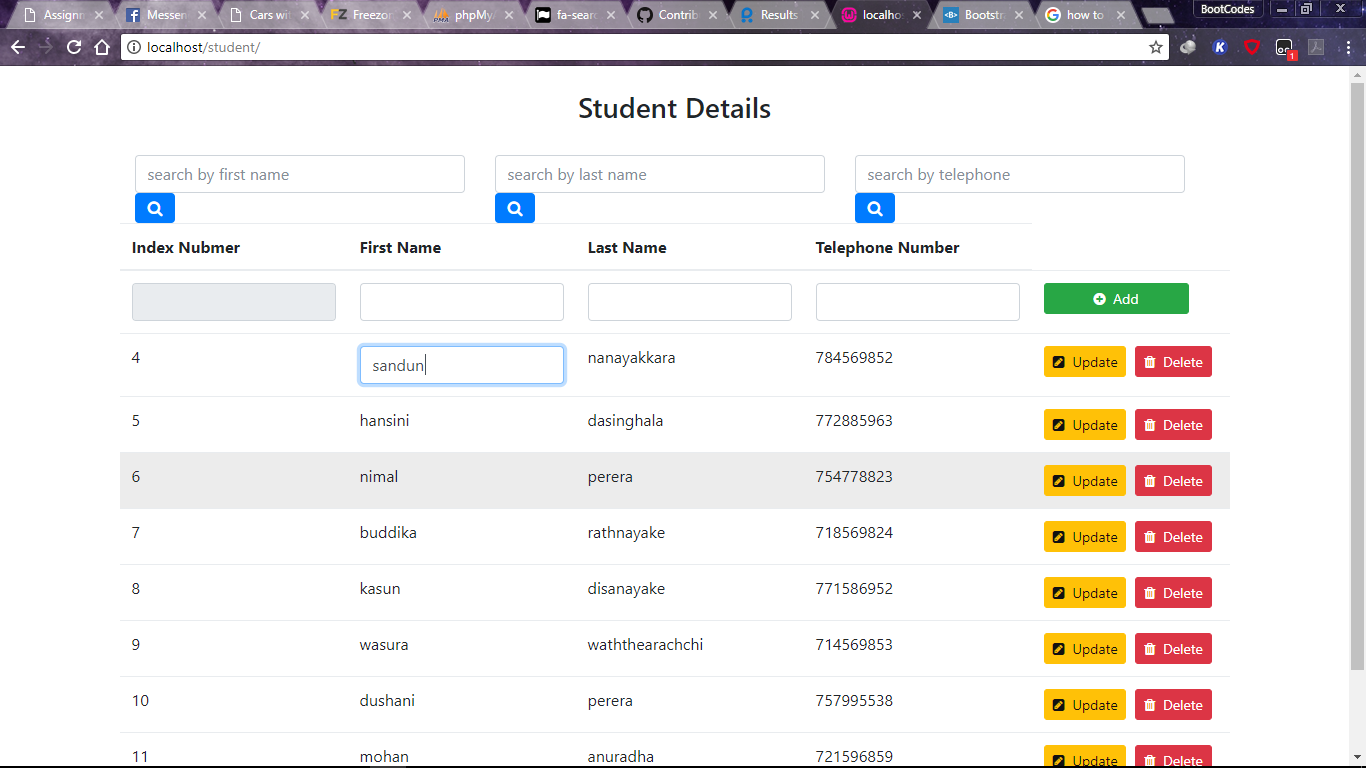 Assignm Messen Cars wi Freezor phpMy fa-sear Contrib Results localhos Bootstr how to BootCodes
localhost/student/
1
Student Details
search by first name search by last name search by telephone
Index Nubmer First Name Last Name Telephone Number
Add
4 sandun nanayakkara 784569852 Update Delete
5 hansini dasinghala 772885963 Update Delete
6 nimal perera 754778823 Update Delete
7 buddika rathnayake 718569824 Update Delete
8 kasun disanayake 771586952 Update Delete
9 wasura waththearachchi 714569853 Update Delete
10 dushani perera 757995538 Update Delete
11 mohan anuradha 721596859 Update Delete